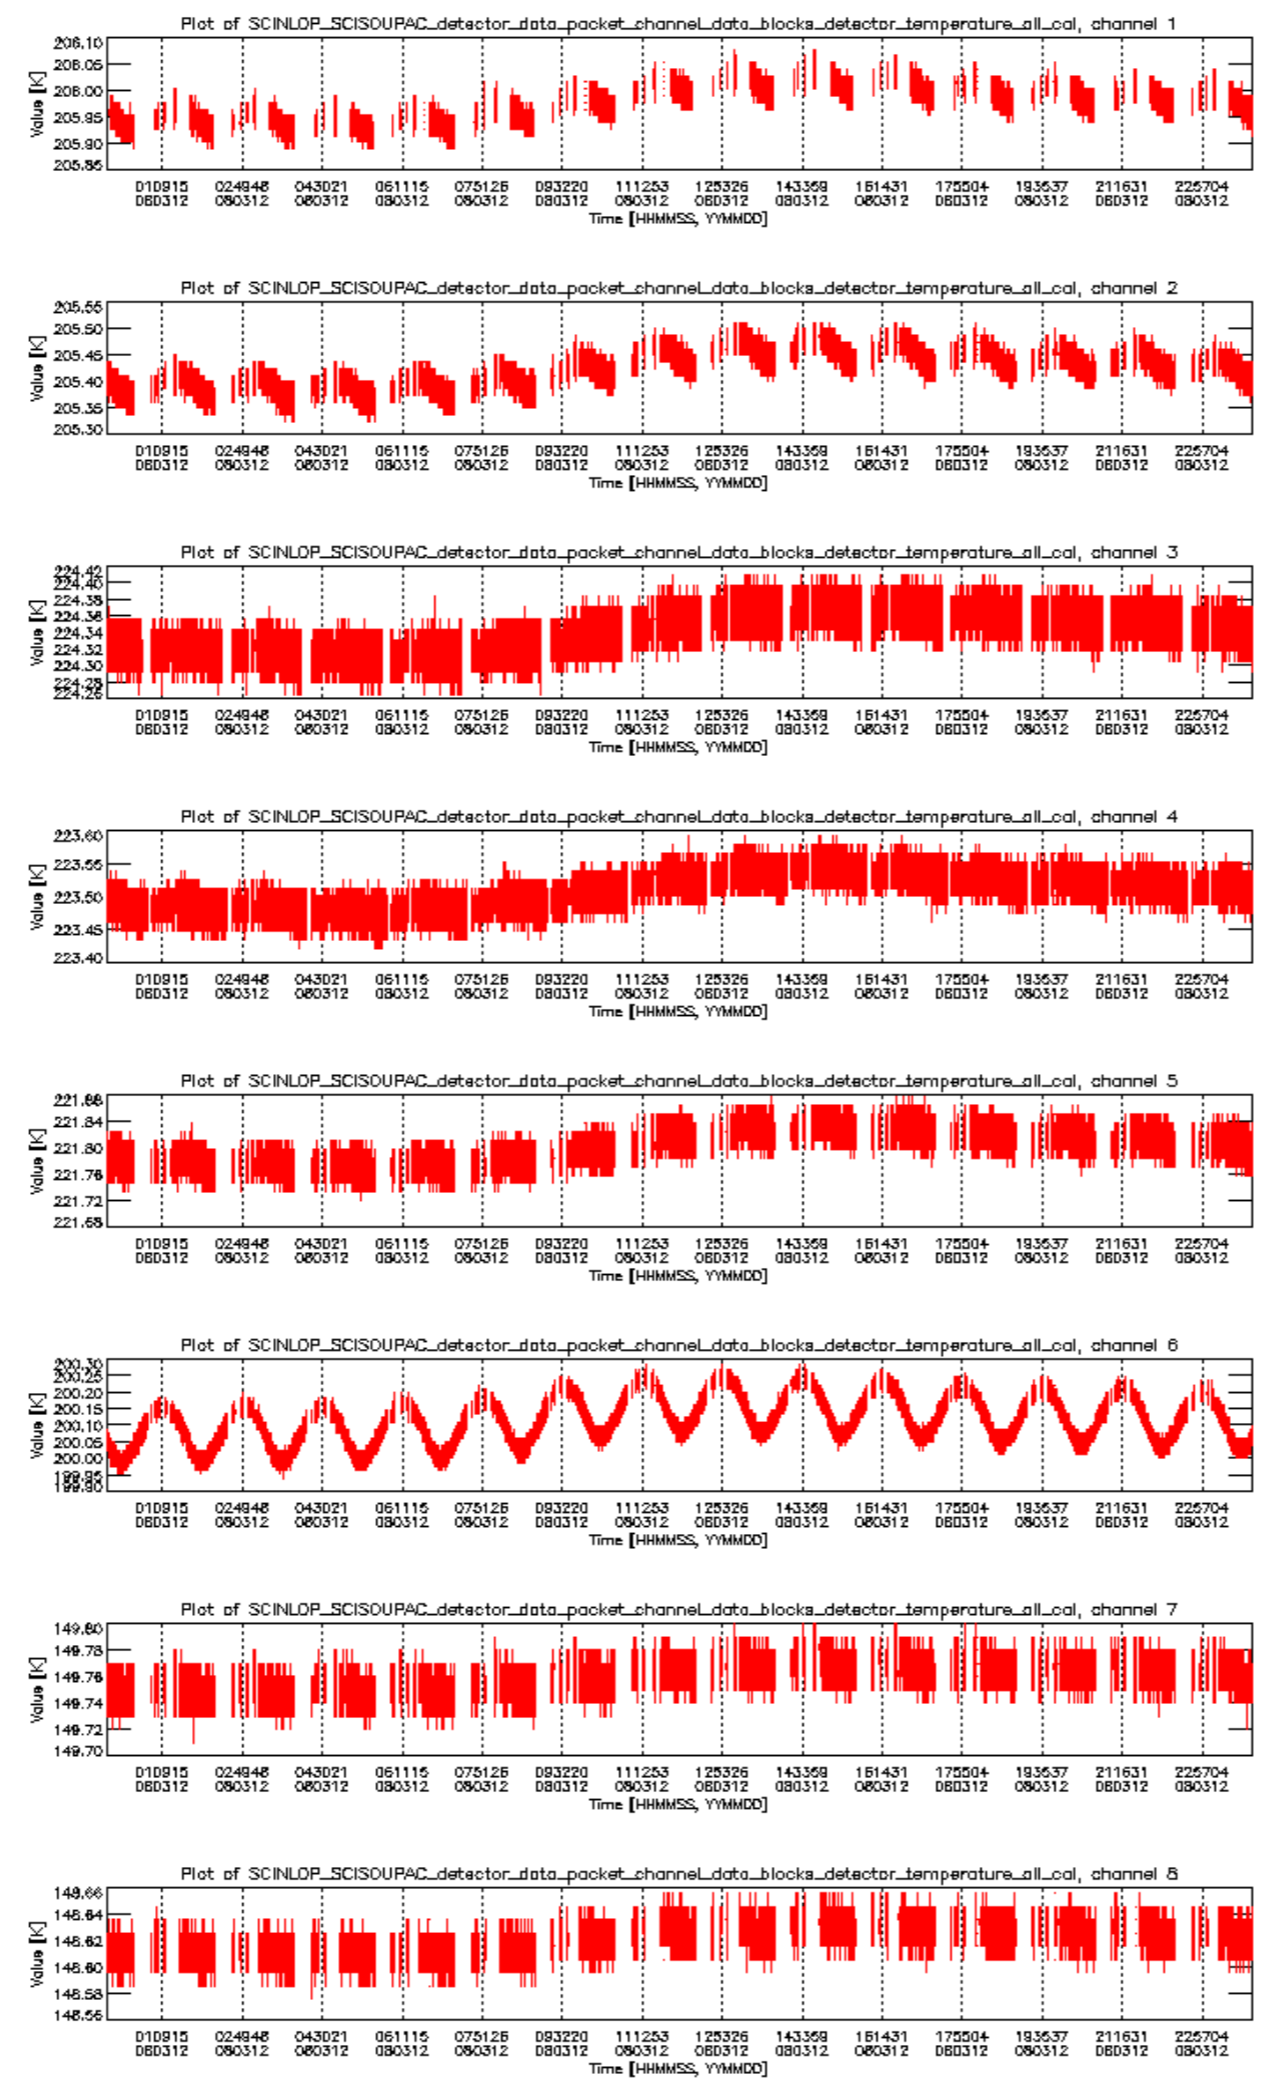 Plot of SCINLOP_SCISOUPAC_detector_data_packet_channel_data_blocks_detector_temperature_all_cal, channel 1
206.10
206.05
206.00
205.95
205.90
205.85
Value [K]
010915 024948 043021 061115 075126 093220 111253 125326 143359 161431 175504 193537 211631 225704
080312 080312 080312 080312 080312 080312 080312 080312 080312 080312 080312 080312 080312 080312
Time [HHMMSS, YYMMDD]
Plot of SCINLOP_SCISOUPAC_detector_data_packet_channel_data_blocks_detector_temperature_all_cal, channel 2
205.55
205.50
205.45
205.40
205.35
205.30
Value [K]
010915 024948 043021 061115 075126 093220 111253 125326 143359 161431 175504 193537 211631 225704
080312 080312 080312 080312 080312 080312 080312 080312 080312 080312 080312 080312 080312 080312
Time [HHMMSS, YYMMDD]
Plot of SCINLOP_SCISOUPAC_detector_data_packet_channel_data_blocks_detector_temperature_all_cal, channel 3
224.42
224.40
224.38
224.36
224.34
224.32
224.30
224.28
224.26
Value [K]
010915 024948 043021 061115 075126 093220 111253 125326 143359 161431 175504 193537 211631 225704
080312 080312 080312 080312 080312 080312 080312 080312 080312 080312 080312 080312 080312 080312
Time [HHMMSS, YYMMDD]
Plot of SCINLOP_SCISOUPAC_detector_data_packet_channel_data_blocks_detector_temperature_all_cal, channel 4
223.60
223.55
223.50
223.45
223.40
Value [K]
010915 024948 043021 061115 075126 093220 111253 125326 143359 161431 175504 193537 211631 225704
080312 080312 080312 080312 080312 080312 080312 080312 080312 080312 080312 080312 080312 080312
Time [HHMMSS, YYMMDD]
Plot of SCINLOP_SCISOUPAC_detector_data_packet_channel_data_blocks_detector_temperature_all_cal, channel 5
221.88
221.84
221.80
221.76
221.72
221.68
Value [K]
010915 024948 043021 061115 075126 093220 111253 125326 143359 161431 175504 193537 211631 225704
080312 080312 080312 080312 080312 080312 080312 080312 080312 080312 080312 080312 080312 080312
Time [HHMMSS, YYMMDD]
Plot of SCINLOP_SCISOUPAC_detector_data_packet_channel_data_blocks_detector_temperature_all_cal, channel 6
200.30
200.25
200.20
200.15
200.10
200.05
200.00
199.95
199.90
Value [K]
010915 024948 043021 061115 075126 093220 111253 125326 143359 161431 175504 193537 211631 225704
080312 080312 080312 080312 080312 080312 080312 080312 080312 080312 080312 080312 080312 080312
Time [HHMMSS, YYMMDD]
Plot of SCINLOP_SCISOUPAC_detector_data_packet_channel_data_blocks_detector_temperature_all_cal, channel 7
149.80
149.78
149.76
149.74
149.72
149.70
Value [K]
010915 024948 043021 061115 075126 093220 111253 125326 143359 161431 175504 193537 211631 225704
080312 080312 080312 080312 080312 080312 080312 080312 080312 080312 080312 080312 080312 080312
Time [HHMMSS, YYMMDD]
Plot of SCINLOP_SCISOUPAC_detector_data_packet_channel_data_blocks_detector_temperature_all_cal, channel 8
148.66
148.64
148.62
148.60
148.58
148.56
Value [K]
010915 024948 043021 061115 075126 093220 111253 125326 143359 161431 175504 193537 211631 225704
080312 080312 080312 080312 080312 080312 080312 080312 080312 080312 080312 080312 080312 080312
Time [HHMMSS, YYMMDD]